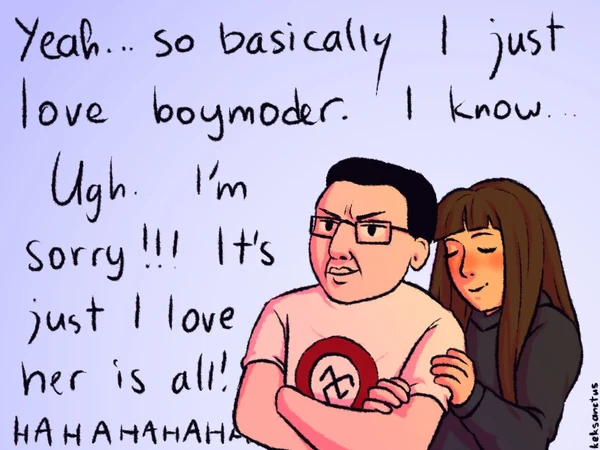 Yeah... so basically I just
love boymoder. I know...
Ugh. I'm
sorry!!! It's
just I love
her is all!
HAHAHAHAHA
keksanctus